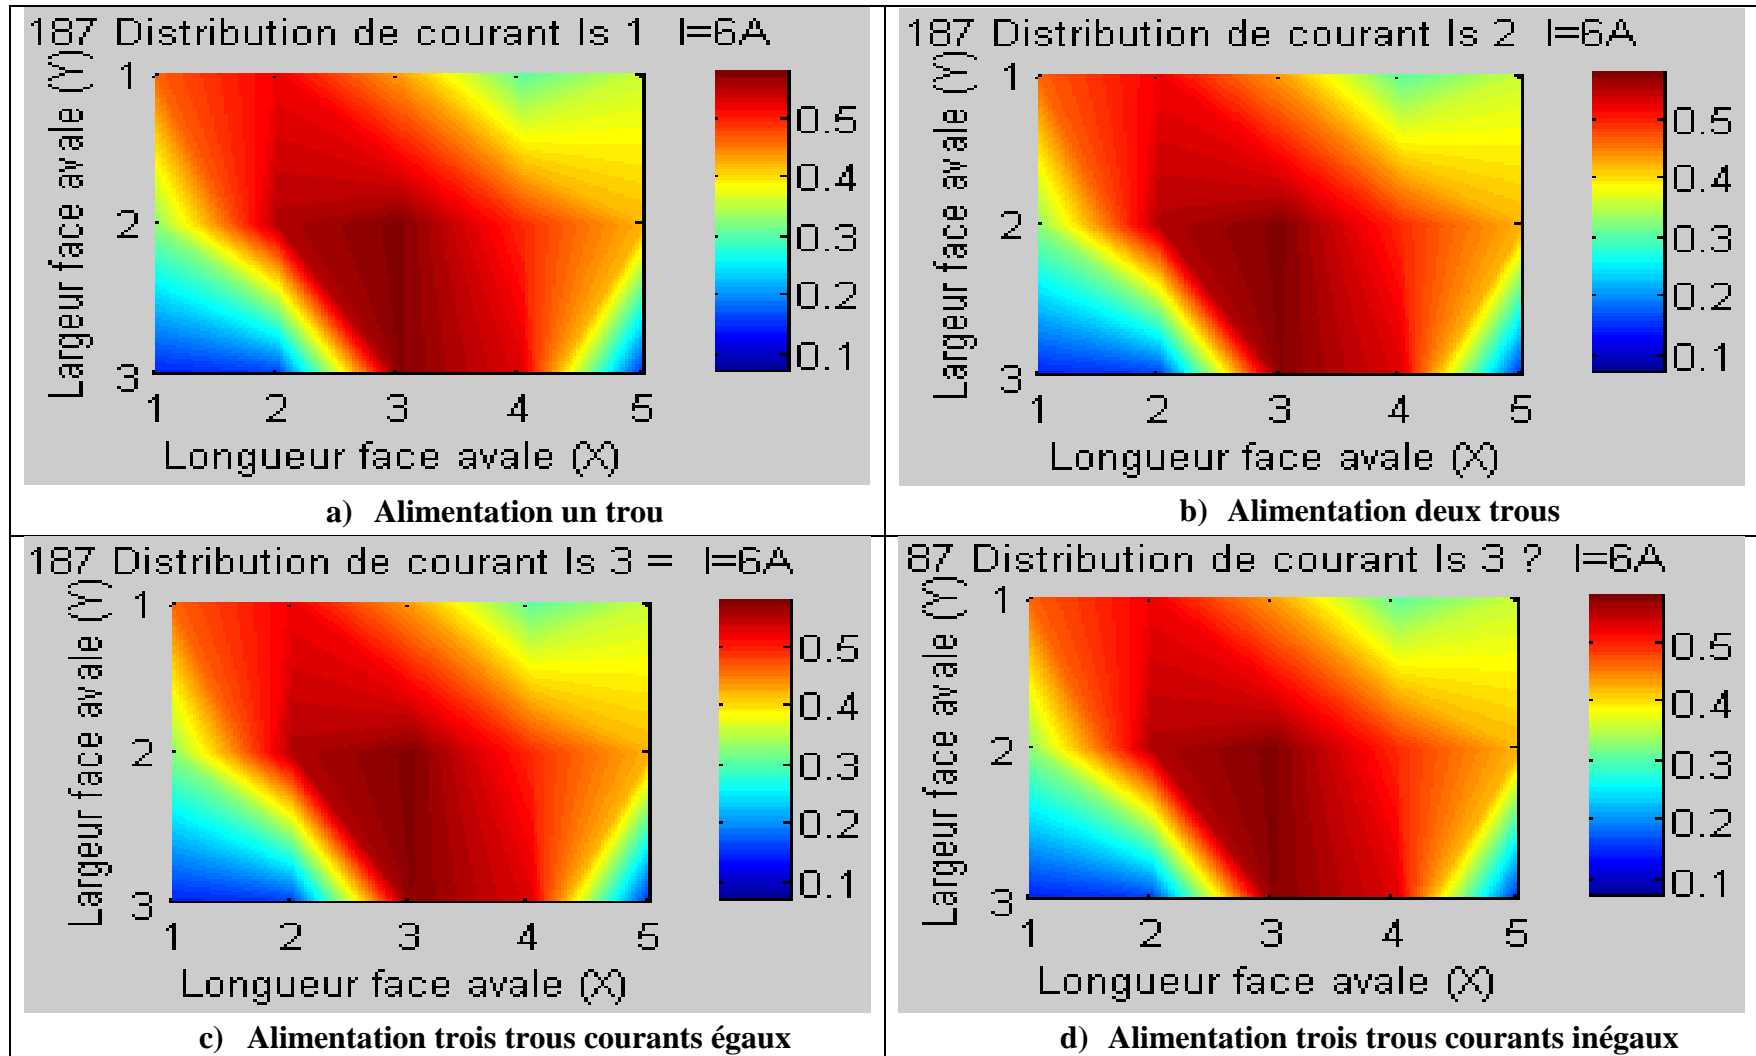 187 Distribution de courant Is 1 I=6A
Largeur face avale (Y)
1
2
3
1 2 3 4 5
Longueur face avale (X)
0.5
0.4
0.3
0.2
0.1
a) Alimentation un trou
187 Distribution de courant Is 2 I=6A
Largeur face avale (Y)
1
2
3
1 2 3 4 5
Longueur face avale (X)
0.5
0.4
0.3
0.2
0.1
b) Alimentation deux trous
187 Distribution de courant Is 3 = I=6A
Largeur face avale (Y)
1
2
3
1 2 3 4 5
Longueur face avale (X)
0.5
0.4
0.3
0.2
0.1
c) Alimentation trois trous courants égaux
87 Distribution de courant Is 3 ? I=6A
Largeur face avale (Y)
1
2
3
1 2 3 4 5
Longueur face avale (X)
0.5
0.4
0.3
0.2
0.1
d) Alimentation trois trous courants inégaux